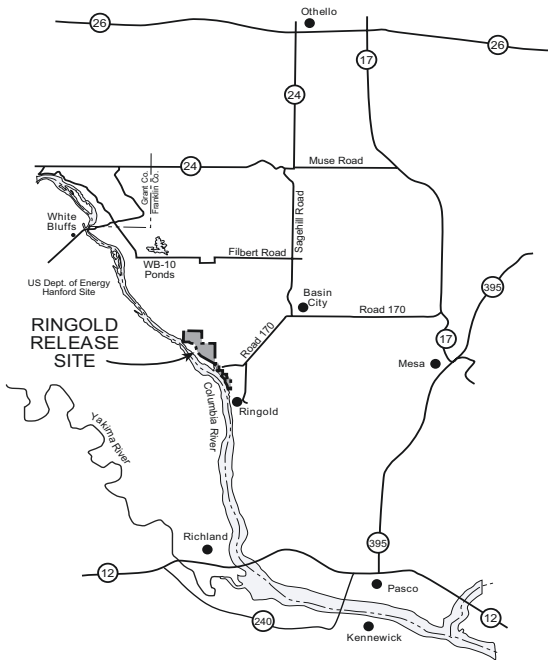 Othello
26
26
17
24
24
Muse Road
Grant Co.
Franklin Co.
Sagehill Road
White
Bluffs
WB-10
Ponds
Filbert Road
US Dept. of Energy
Hanford Site
395
Basin
City
Road 170
RINGOLD
RELEASE
SITE
Road 170
17
Mesa
Ringold
Columbia River
Yakima River
Richland
395
12
Pasco
12
240
Kennewick